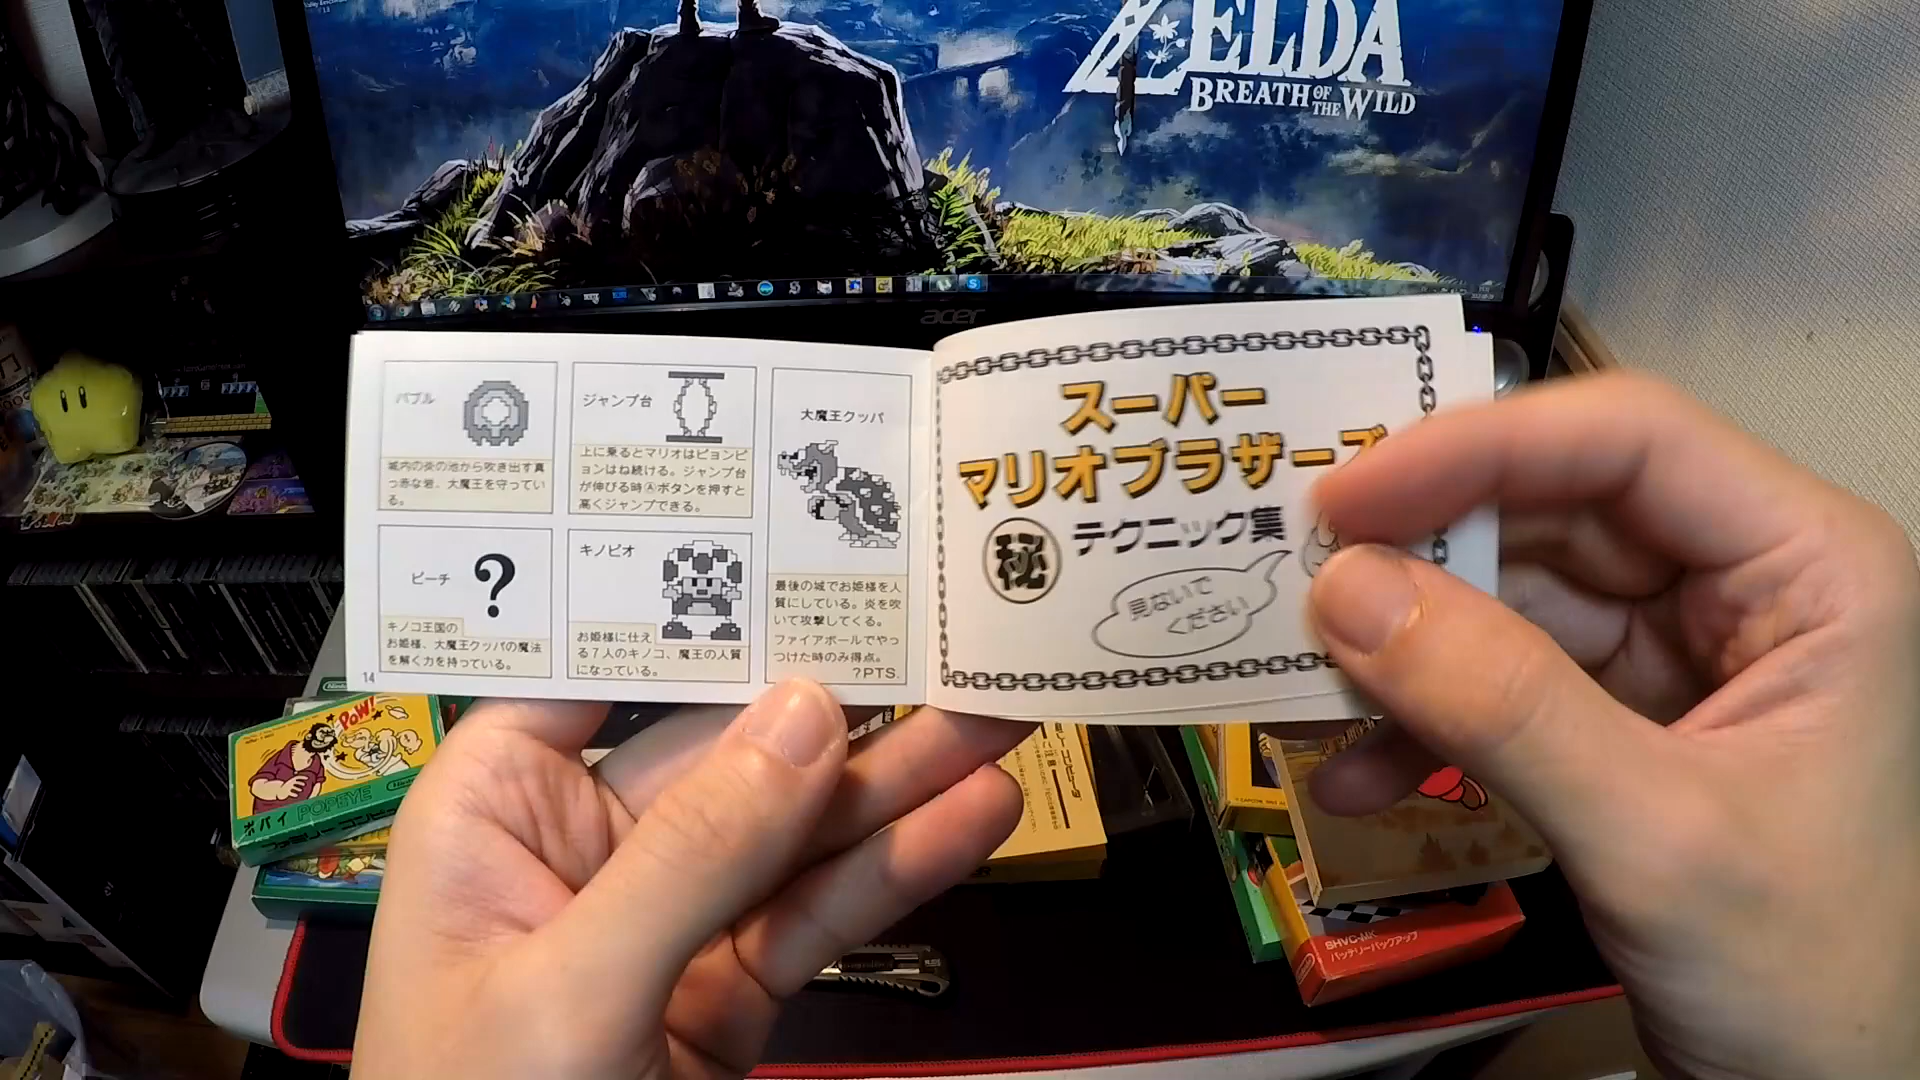 ZELDA
BREATH OF THE WILD
acer
バブル
城内の炎の池から吹き出す真
っ赤な岩。大魔王を守ってい
る。
ジャンプ台
上に乗るとマリオはピョンピ
ョンはね続ける。ジャンプ台
が伸びる時Ⓐボタンを押すと
高くジャンプできる。
大魔王クッパ
最後の城でお姫様を人
質にしている。炎を吹
いて攻撃してくる。
ファイアボールでやっ
つけた時のみ得点。
?PTS.
ピーチ
?
キノコ王国の
お姫様、大魔王クッパの魔法
を解く力を持っている。
キノピオ
お姫様に仕え
る7人のキノコ、魔王の人質
になっている。
14
スーパー
マリオブラザーズ
㊙テクニック集
見ないで
ください
POW!
POPEYE
ポパイ
SHVC-MK
バッテリーバックアップ